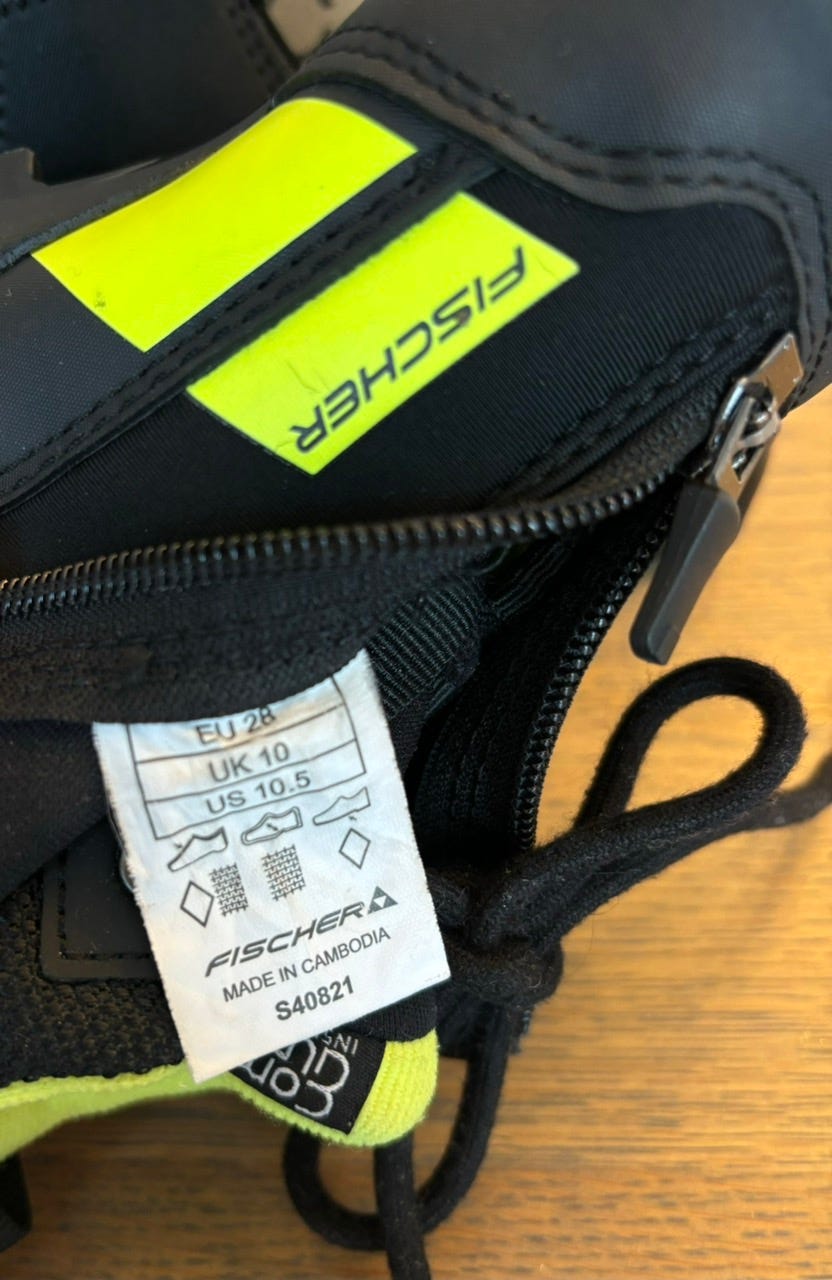 FISCHER
EU 28
UK 10
US 10.5
FISCHER
MADE IN CAMBODIA
S40821